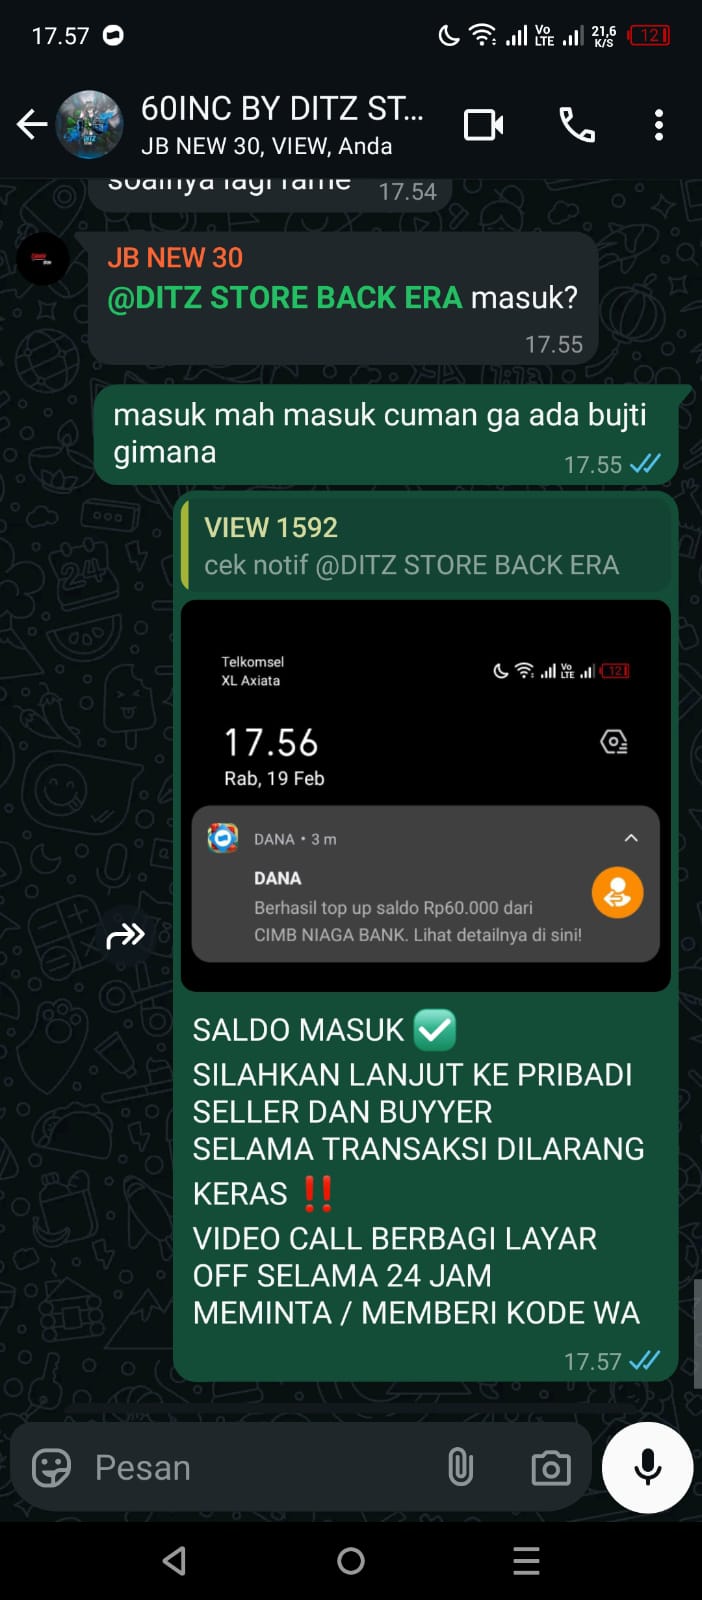 17.57
Vo LTE
21,6 K/S
12
60INC BY DITZ ST...
JB NEW 30, VIEW, Anda
soalnya lagi rame
17.54
JB NEW 30
@DITZ STORE BACK ERA masuk?
17.55
masuk mah masuk cuman ga ada bujti
gimana
17.55
VIEW 1592
cek notif @DITZ STORE BACK ERA
Telkomsel
XL Axiata
Vo LTE
12
17.56
Rab, 19 Feb
DANA • 3 m
DANA
Berhasil top up saldo Rp60.000 dari
CIMB NIAGA BANK. Lihat detailnya di sini!
SALDO MASUK ✅
SILAHKAN LANJUT KE PRIBADI
SELLER DAN BUYYER
SELAMA TRANSAKSI DILARANG
KERAS ‼️
VIDEO CALL BERBAGI LAYAR
OFF SELAMA 24 JAM
MEMINTA / MEMBERI KODE WA
17.57
Pesan